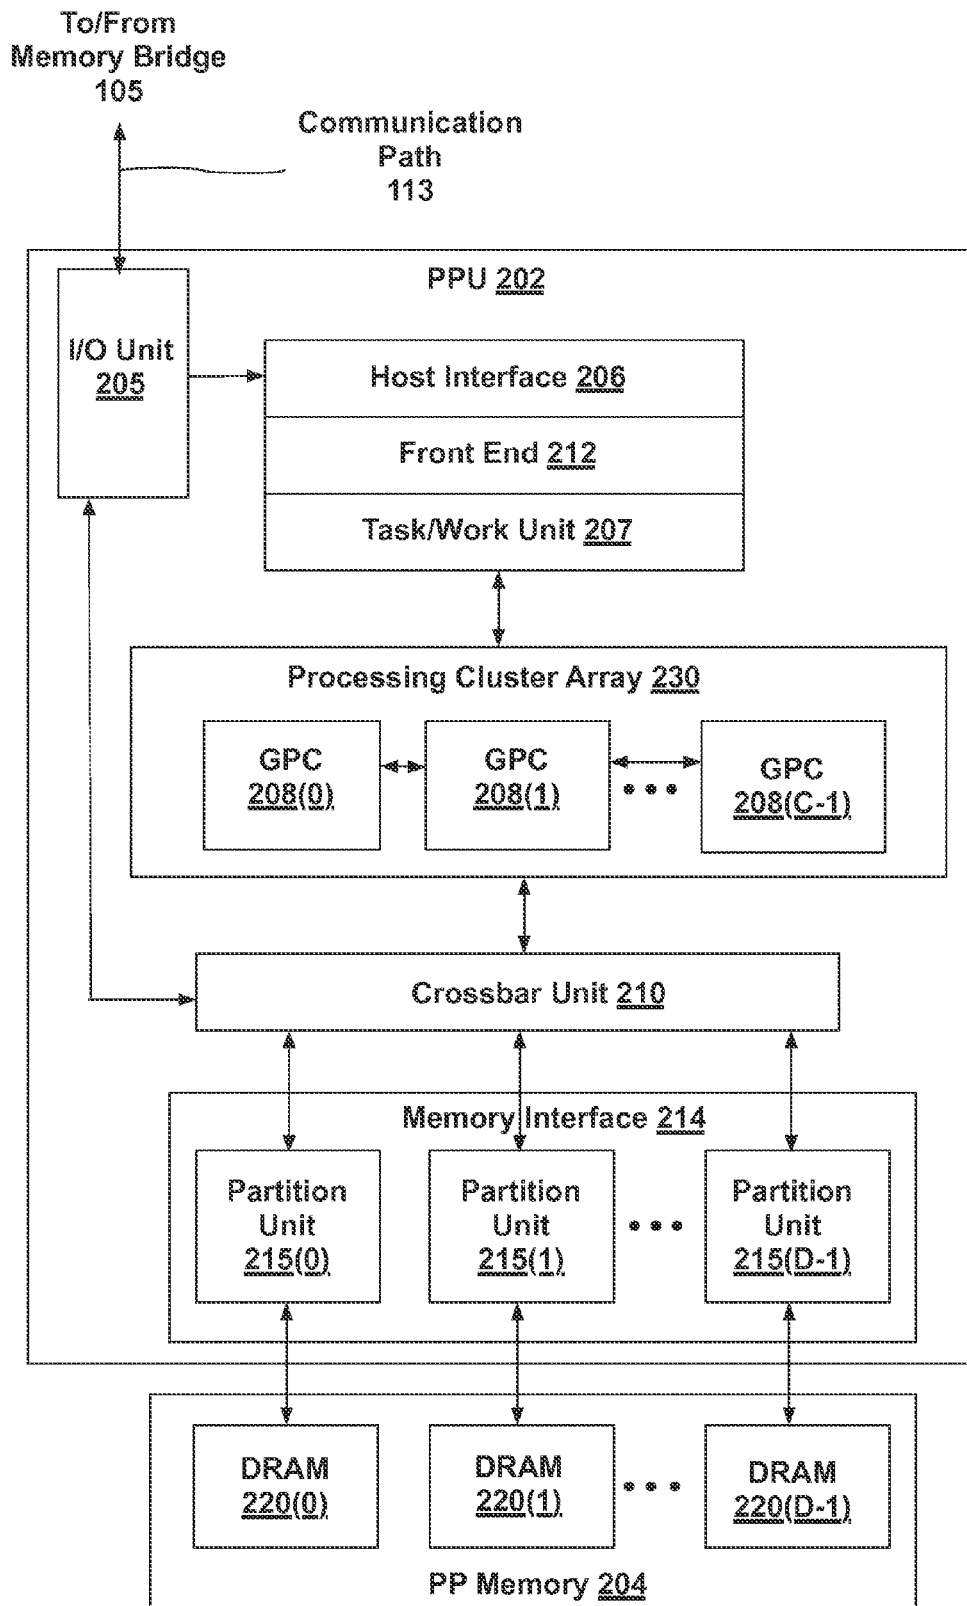 To/From
Memory Bridge
105
Communication
Path
113
PPU 202
I/O Unit
205
Host Interface 206
Front End 212
Task/Work Unit 207
Processing Cluster Array 230
GPC
208(0)
GPC
208(1)
GPC
208(C-1)
Crossbar Unit 210
Memory Interface 214
Partition
Unit
215(0)
Partition
Unit
215(1)
Partition
Unit
215(D-1)
DRAM
220(0)
DRAM
220(1)
DRAM
220(D-1)
PP Memory 204